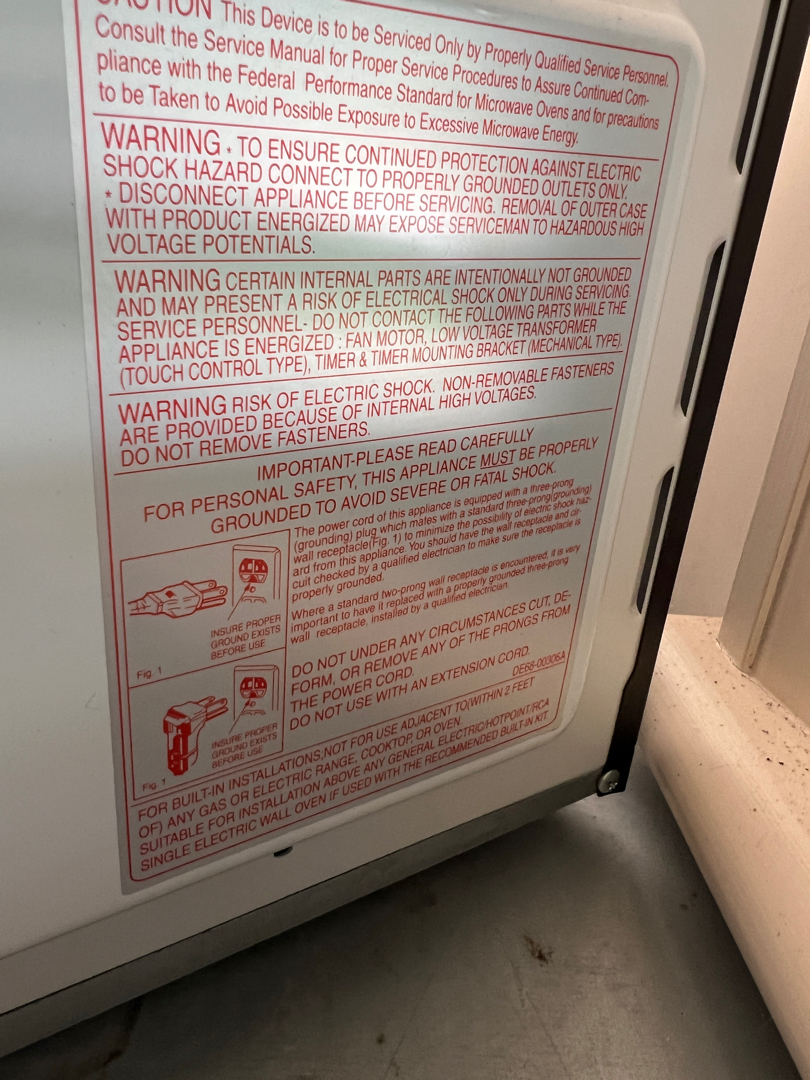 CAUTION This Device is to be Serviced Only by Properly Qualified Service Personnel.
Consult the Service Manual for Proper Service Procedures to Assure Continued Com-
pliance with the Federal Performance Standard for Microwave Ovens and for precautions
to be Taken to Avoid Possible Exposure to Excessive Microwave Energy.
WARNING * TO ENSURE CONTINUED PROTECTION AGAINST ELECTRIC
SHOCK HAZARD CONNECT TO PROPERLY GROUNDED OUTLETS ONLY.
* DISCONNECT APPLIANCE BEFORE SERVICING. REMOVAL OF OUTER CASE
WITH PRODUCT ENERGIZED MAY EXPOSE SERVICEMAN TO HAZARDOUS HIGH
VOLTAGE POTENTIALS.
WARNING CERTAIN INTERNAL PARTS ARE INTENTIONALLY NOT GROUNDED
AND MAY PRESENT A RISK OF ELECTRICAL SHOCK ONLY DURING SERVICING.
SERVICE PERSONNEL- DO NOT CONTACT THE FOLLOWING PARTS WHILE THE
APPLIANCE IS ENERGIZED : FAN MOTOR, LOW VOLTAGE TRANSFORMER
(TOUCH CONTROL TYPE), TIMER & TIMER MOUNTING BRACKET (MECHANICAL TYPE).
WARNING RISK OF ELECTRIC SHOCK. NON-REMOVABLE FASTENERS
ARE PROVIDED BECAUSE OF INTERNAL HIGH VOLTAGES.
DO NOT REMOVE FASTENERS.
IMPORTANT-PLEASE READ CAREFULLY
FOR PERSONAL SAFETY, THIS APPLIANCE MUST BE PROPERLY
GROUNDED TO AVOID SEVERE OR FATAL SHOCK.
The power cord of this appliance is equipped with a three-prong
(grounding) plug which mates with a standard three-prong(grounding)
wall receptacle(Fig. 1) to minimize the possibility of electric shock haz-
ard from this appliance. You should have the wall receptacle and cir-
cuit checked by a qualified electrician to make sure the receptacle is
properly grounded.
Where a standard two-prong wall receptacle is encountered, it is very
important to have it replaced with a properly grounded three-prong
wall receptacle, installed by a qualified electrician.
DO NOT UNDER ANY CIRCUMSTANCES CUT, DE-
FORM, OR REMOVE ANY OF THE PRONGS FROM
THE POWER CORD.
DO NOT USE WITH AN EXTENSION CORD.
DE68-00306A
INSURE PROPER
GROUND EXISTS
BEFORE USE
Fig. 1
INSURE PROPER
GROUND EXISTS
BEFORE USE
Fig. 1
FOR BUILT-IN INSTALLATIONS;NOT FOR USE ADJACENT TO(WITHIN 2 FEET
OF) ANY GAS OR ELECTRIC RANGE, COOKTOP, OR OVEN.
SUITABLE FOR INSTALLATION ABOVE ANY GENERAL ELECTRIC/HOTPOINT/RCA
SINGLE ELECTRIC WALL OVEN IF USED WITH THE RECOMMENDED BUILT-IN KIT.